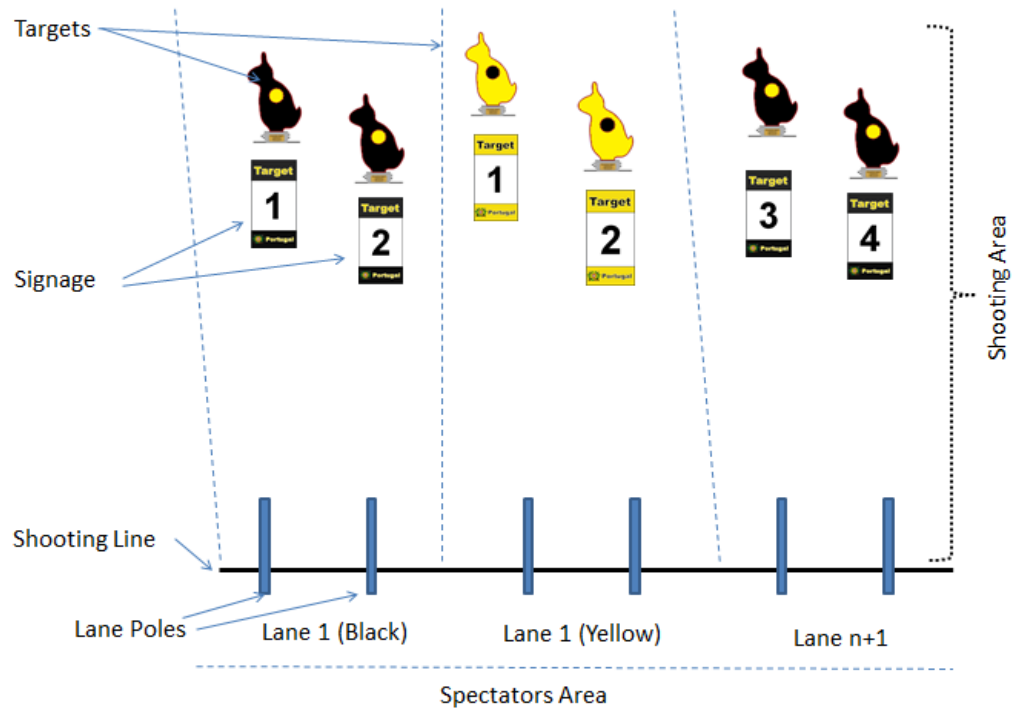 Targets
Target
1
Portugal
Target
2
Portugal
Target
1
Portugal
Target
2
Portugal
Target
3
Portugal
Target
4
Portugal
Signage
Shooting Area
Shooting Line
Lane Poles
Lane 1 (Black)
Lane 1 (Yellow)
Lane n+1
Spectators Area